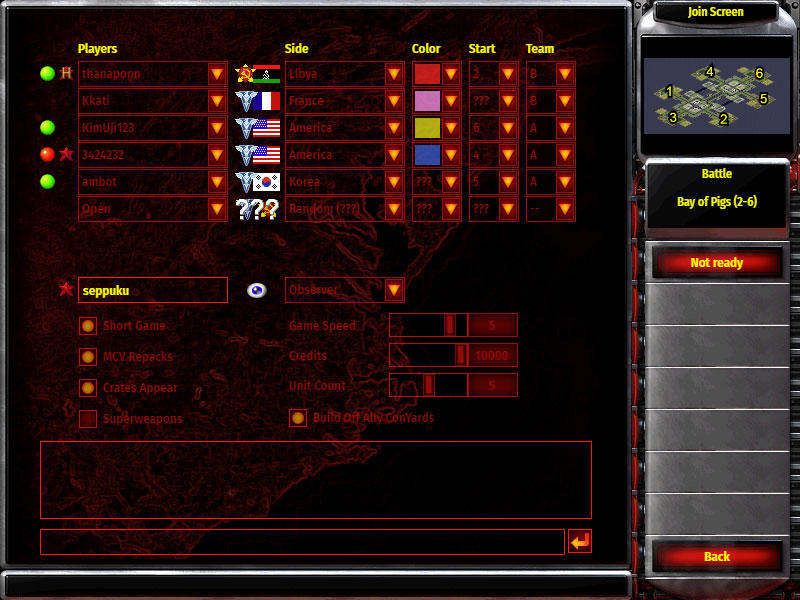 Join Screen
Players Side Color Start Team
H thanaponn Libya 2 B
Kkati France ??? B
KimUji123 America 6 A
3424232 America 4 A
ambot Korea ??? 5 A
Open ??? Random (???) ??? ??? --
1 2 3 4 5 6
Battle
Bay of Pigs (2-6)
seppuku Observer
Not ready
Short Game Game Speed 5
MCV Repacks Credits 10000
Crates Appear Unit Count 5
Superweapons Build Off Ally ConYards
Back